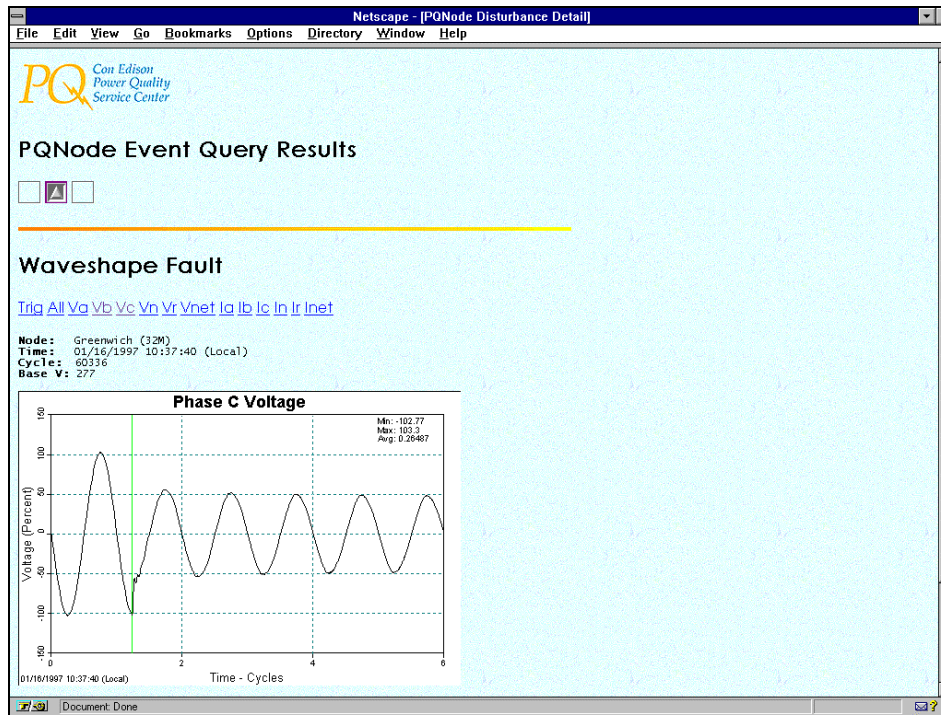 Netscape - [PQNode Disturbance Detail]
File Edit View Go Bookmarks Options Directory Window Help
PQ
Con Edison
Power Quality
Service Center
PQNode Event Query Results
Waveshape Fault
Trig All Va Vb Vc Vn Vr Vnet Ia Ib Ic In Ir Inet
Node: Greenwich (32M)
Time: 01/16/1997 10:37:40 (Local)
Cycle: 60336
Base V: 277
Phase C Voltage
Min: -102.77
Max: 103.3
Avg: 0.26487
150
100
50
0
-50
-100
-150
Voltage (Percent)
0 2 4 6
01/16/1997 10:37:40 (Local)
Time - Cycles
Document: Done